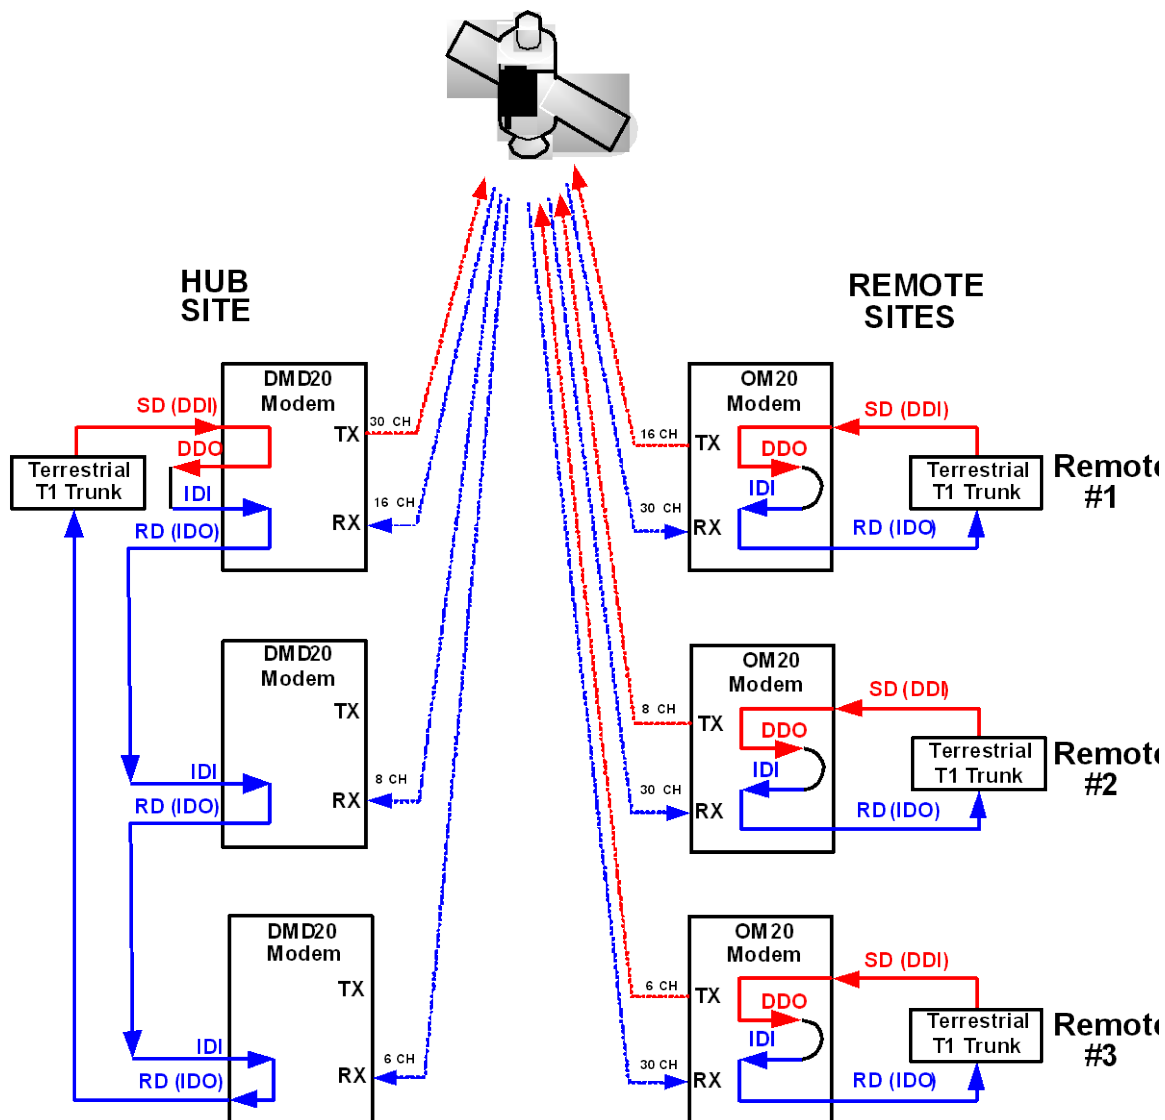 HUB
SITE
REMOTE
SITES
DMD20
Modem
SD (DDI)
DDO
TX
30 CH
Terrestrial
T1 Trunk
IDI
16 CH
RX
RD (IDO)
OM20
Modem
16 CH
TX
SD (DDI)
DDO
IDI
Terrestrial
T1 Trunk
Remote
#1
30 CH
RX
RD (IDO)
DMD20
Modem
TX
IDI
8 CH
RX
RD (IDO)
OM20
Modem
8 CH
TX
SD (DDI)
DDO
IDI
Terrestrial
T1 Trunk
Remote
#2
30 CH
RX
RD (IDO)
DMD20
Modem
TX
IDI
6 CH
RX
RD (IDO)
OM20
Modem
6 CH
TX
SD (DDI)
DDO
IDI
Terrestrial
T1 Trunk
Remote
#3
30 CH
RX
RD (IDO)